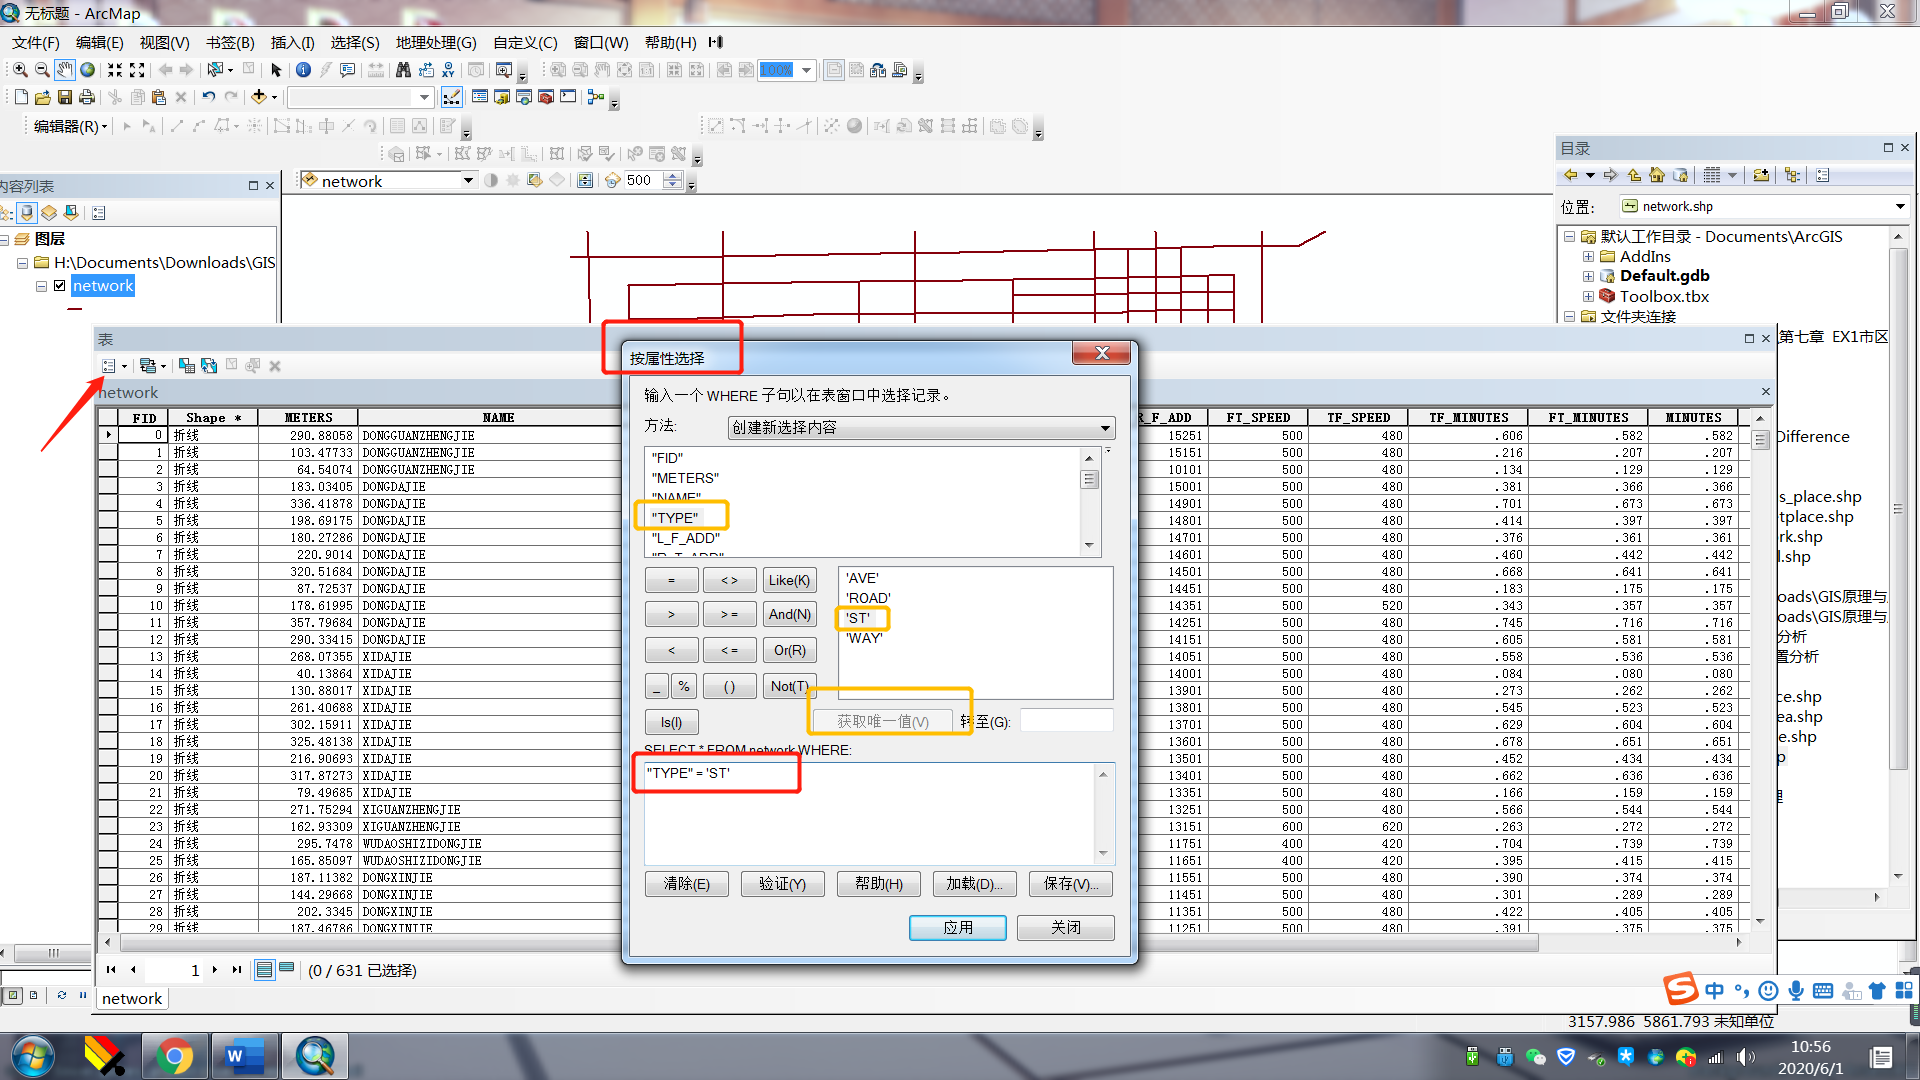 无标题 - ArcMap
文件(F) 编辑(E) 视图(V) 书签(B) 插入(I) 选择(S) 地理处理(G) 自定义(C) 窗口(W) 帮助(H)
100%
编辑器(R)
network 500
内容列表
图层
H:\Documents\Downloads\GIS
network
目录
位置: network.shp
默认工作目录 - Documents\ArcGIS
AddIns
Default.gdb
Toolbox.tbx
文件夹连接
第七章 EX1市区
Difference
s_place.shp
tplace.shp
rk.shp
l.shp
oads\GIS原理与
oads\GIS原理与
分析
置分析
ce.shp
ea.shp
e.shp
p
理
表
network
FID Shape * METERS NAME R_F_ADD FT_SPEED TF_SPEED TF_MINUTES FT_MINUTES MINUTES
0 折线 290.88058 DONGGUANZHENGJIE 15251 500 480 .606 .582 .582
1 折线 103.47733 DONGGUANZHENGJIE 15151 500 480 .216 .207 .207
2 折线 64.54074 DONGGUANZHENGJIE 10101 500 480 .134 .129 .129
3 折线 183.03405 DONGDAJIE 15001 500 480 .381 .366 .366
4 折线 336.41878 DONGDAJIE 14901 500 480 .701 .673 .673
5 折线 198.69175 DONGDAJIE 14801 500 480 .414 .397 .397
6 折线 180.27286 DONGDAJIE 14701 500 480 .376 .361 .361
7 折线 220.9014 DONGDAJIE 14601 500 480 .460 .442 .442
8 折线 320.51684 DONGDAJIE 14501 500 480 .668 .641 .641
9 折线 87.72537 DONGDAJIE 14401 500 480 .183 .175 .175
10 折线 178.61995 DONGDAJIE 14351 500 520 .343 .357 .357
11 折线 357.79684 DONGDAJIE 14251 500 480 .745 .716 .716
12 折线 290.33415 DONGDAJIE 14151 500 480 .605 .581 .581
13 折线 268.07355 XIDAJIE 14051 500 480 .558 .536 .536
14 折线 40.13864 XIDAJIE 14001 500 480 .084 .080 .080
15 折线 130.88017 XIDAJIE 13901 500 480 .273 .262 .262
16 折线 261.40688 XIDAJIE 13801 500 480 .545 .523 .523
17 折线 302.15911 XIDAJIE 13701 500 480 .629 .604 .604
18 折线 325.48138 XIDAJIE 13601 500 480 .678 .651 .651
19 折线 216.90693 XIDAJIE 13501 500 480 .452 .434 .434
20 折线 317.87273 XIDAJIE 13401 500 480 .662 .636 .636
21 折线 79.49685 XIDAJIE 13351 500 480 .166 .159 .159
22 折线 271.75294 XIGUANZHENGJIE 13251 500 480 .566 .544 .544
23 折线 162.93309 XIGUANZHENGJIE 13151 600 620 .263 .272 .272
24 折线 295.7478 WUDAOSHIZIDONGJIE 11751 400 420 .704 .739 .739
25 折线 165.85097 WUDAOSHIZIDONGJIE 11651 400 420 .395 .415 .415
26 折线 187.11382 DONGXINJIE 11551 500 480 .390 .374 .374
27 折线 144.29668 DONGXINJIE 11451 500 480 .301 .289 .289
28 折线 202.3345 DONGXINJIE 11351 500 480 .422 .405 .405
29 折线 187.46786 DONGXINJIE 11251 500 480 .391 .375 .375
按属性选择
输入一个 WHERE 子句以在表窗口中选择记录。
方法: 创建新选择内容
"FID"
"METERS"
"NAME"
"TYPE"
"L_F_ADD"
= < > Like(K)
> > = And(N)
< < = Or(R)
_ % ( ) Not(T)
Is(I)
'AVE'
'ROAD'
'ST'
'WAY'
获取唯一值(V) 转至(G):
SELECT * FROM network WHERE:
"TYPE" = 'ST'
清除(E) 验证(Y) 帮助(H) 加载(D)... 保存(V)...
应用 关闭
1 (0 / 631 已选择)
network
S 中
3157.986 5861.793 未知单位
W
10:56
2020/6/1